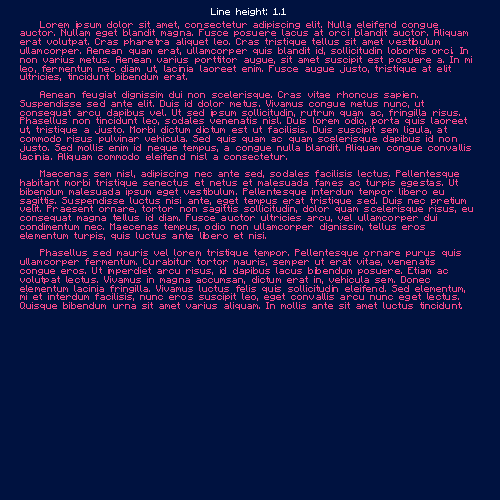 Line height: 1.1
Lorem ipsum dolor sit amet, consectetur adipiscing elit. Nulla eleifend congue
auctor. Nullam eget blandit magna. Fusce posuere lacus at orci blandit auctor. Aliquam
erat volutpat. Cras pharetra aliquet leo. Cras tristique tellus sit amet vestibulum
ullamcorper. Aenean quam erat, ullamcorper quis blandit id, sollicitudin lobortis orci. In
non varius metus. Aenean varius porttitor augue, sit amet suscipit est posuere a. In mi
leo, fermentum nec diam ut, lacinia laoreet enim. Fusce augue justo, tristique at elit
ultricies, tincidunt bibendum erat.
Aenean feugiat dignissim dui non scelerisque. Cras vitae rhoncus sapien.
Suspendisse sed ante elit. Duis id dolor metus. Vivamus congue metus nunc, ut
consequat arcu dapibus vel. Ut sed ipsum sollicitudin, rutrum quam ac, fringilla risus.
Phasellus non tincidunt leo, sodales venenatis nisl. Duis lorem odio, porta quis laoreet
ut, tristique a justo. Morbi dictum dictum est ut facilisis. Duis suscipit sem ligula, at
commodo risus pulvinar vehicula. Sed quis quam ac quam scelerisque dapibus id non
justo. Sed mollis enim id neque tempus, a congue nulla blandit. Aliquam congue convallis
lacinia. Aliquam commodo eleifend nisl a consectetur.
Maecenas sem nisl, adipiscing nec ante sed, sodales facilisis lectus. Pellentesque
habitant morbi tristique senectus et netus et malesuada fames ac turpis egestas. Ut
bibendum malesuada ipsum eget vestibulum. Pellentesque interdum tempor libero eu
sagittis. Suspendisse luctus nisi ante, eget tempus erat tristique sed. Duis nec pretium
velit. Praesent ornare, tortor non sagittis sollicitudin, dolor quam scelerisque risus, eu
consequat magna tellus id diam. Fusce auctor ultricies arcu, vel ullamcorper dui
condimentum nec. Maecenas tempus, odio non ullamcorper dignissim, tellus eros
elementum turpis, quis luctus ante libero et nisi.
Phasellus sed mauris vel lorem tristique tempor. Pellentesque ornare purus quis
ullamcorper fermentum. Curabitur tortor mauris, semper ut erat vitae, venenatis
congue eros. Ut imperdiet arcu risus, id dapibus lacus bibendum posuere. Etiam ac
volutpat lectus. Vivamus in magna accumsan, dictum erat in, vehicula sem. Donec
elementum lacinia fringilla. Vivamus luctus felis quis sollicitudin eleifend. Sed elementum,
mi et interdum facilisis, nunc eros suscipit leo, eget convallis arcu nunc eget lectus.
Quisque bibendum urna sit amet varius aliquam. In mollis ante sit amet luctus tincidunt